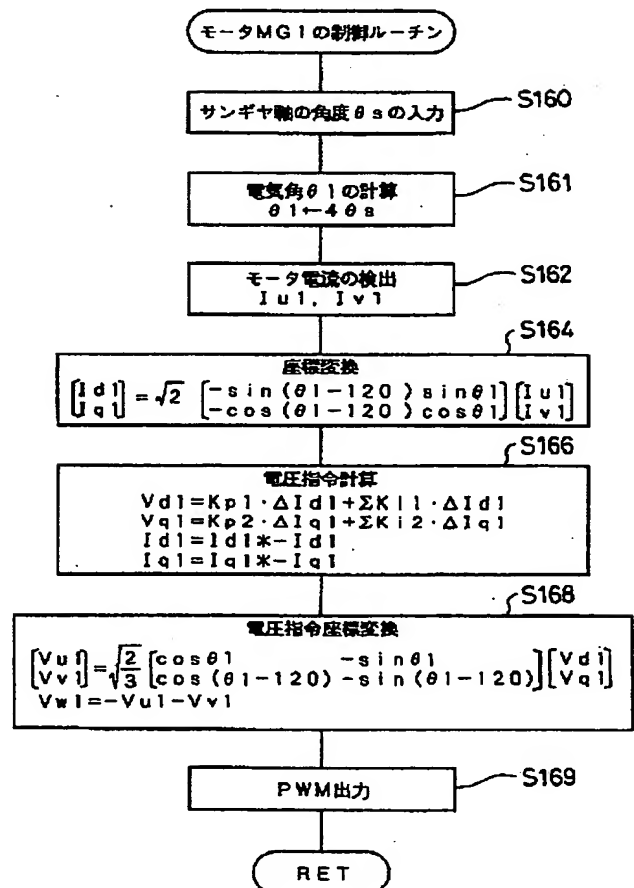 モータMG1の制御ルーチン
サンギヤ軸の角度θsの入力
S160
電気角θ1の計算
θ1←4θs
S161
モータ電流の検出
Iu1, Iv1
S162
S164
座標変換
[Id1] = √2 [-sin(θ1-120) sinθ1] [Iu1]
[Iq1] [-cos(θ1-120) cosθ1] [Iv1]
S166
電圧指令計算
Vd1=Kp1・ΔId1+ΣKi1・ΔId1
Vq1=Kp2・ΔIq1+ΣKi2・ΔIq1
Id1=Id1*-Id1
Iq1=Iq1*-Iq1
S168
電圧指令座標変換
[Vu1] = √2/3 [cosθ1 -sinθ1] [Vd1]
[Vv1] [cos(θ1-120) -sin(θ1-120)] [Vq1]
Vw1=-Vu1-Vv1
PWM出力
S169
RET